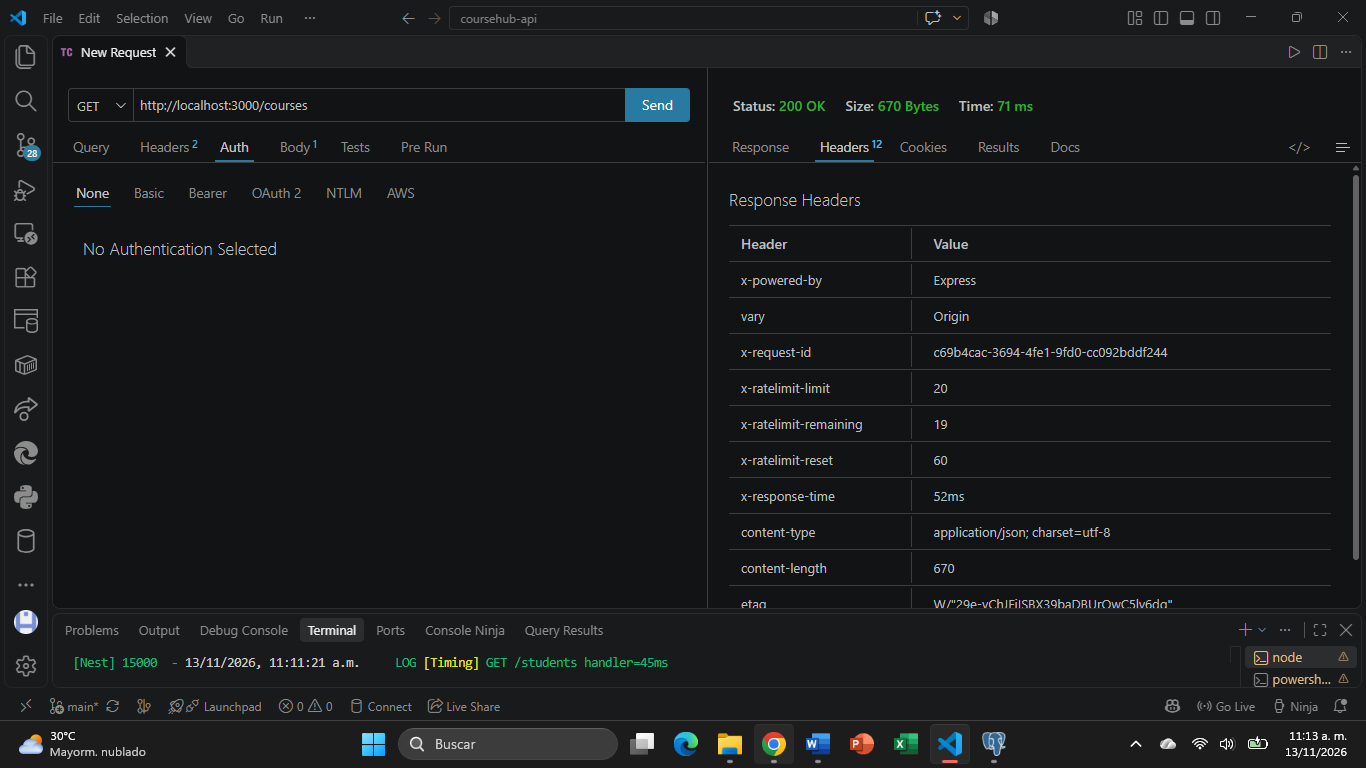 File Edit Selection View Go Run ··· coursehub-api
TC New Request
GET http://localhost:3000/courses Send
Query Headers 2 Auth Body 1 Tests Pre Run
None Basic Bearer OAuth 2 NTLM AWS
No Authentication Selected
Status: 200 OK Size: 670 Bytes Time: 71 ms
Response Headers 12 Cookies Results Docs </>
Response Headers
Header Value
x-powered-by Express
vary Origin
x-request-id c69b4cac-3694-4fe1-9fd0-cc092bddf244
x-ratelimit-limit 20
x-ratelimit-remaining 19
x-ratelimit-reset 60
x-response-time 52ms
content-type application/json; charset=utf-8
content-length 670
etag
28
Problems Output Debug Console Terminal Ports Console Ninja Query Results
[Nest] 15000 - 13/11/2026, 11:11:21 a.m. LOG [Timing] GET /students handler=45ms
node
powersh...
main* Launchpad 0 0 Connect Live Share Go Live Ninja
30°C
Mayorm. nublado
Buscar
11:13 a. m.
13/11/2026